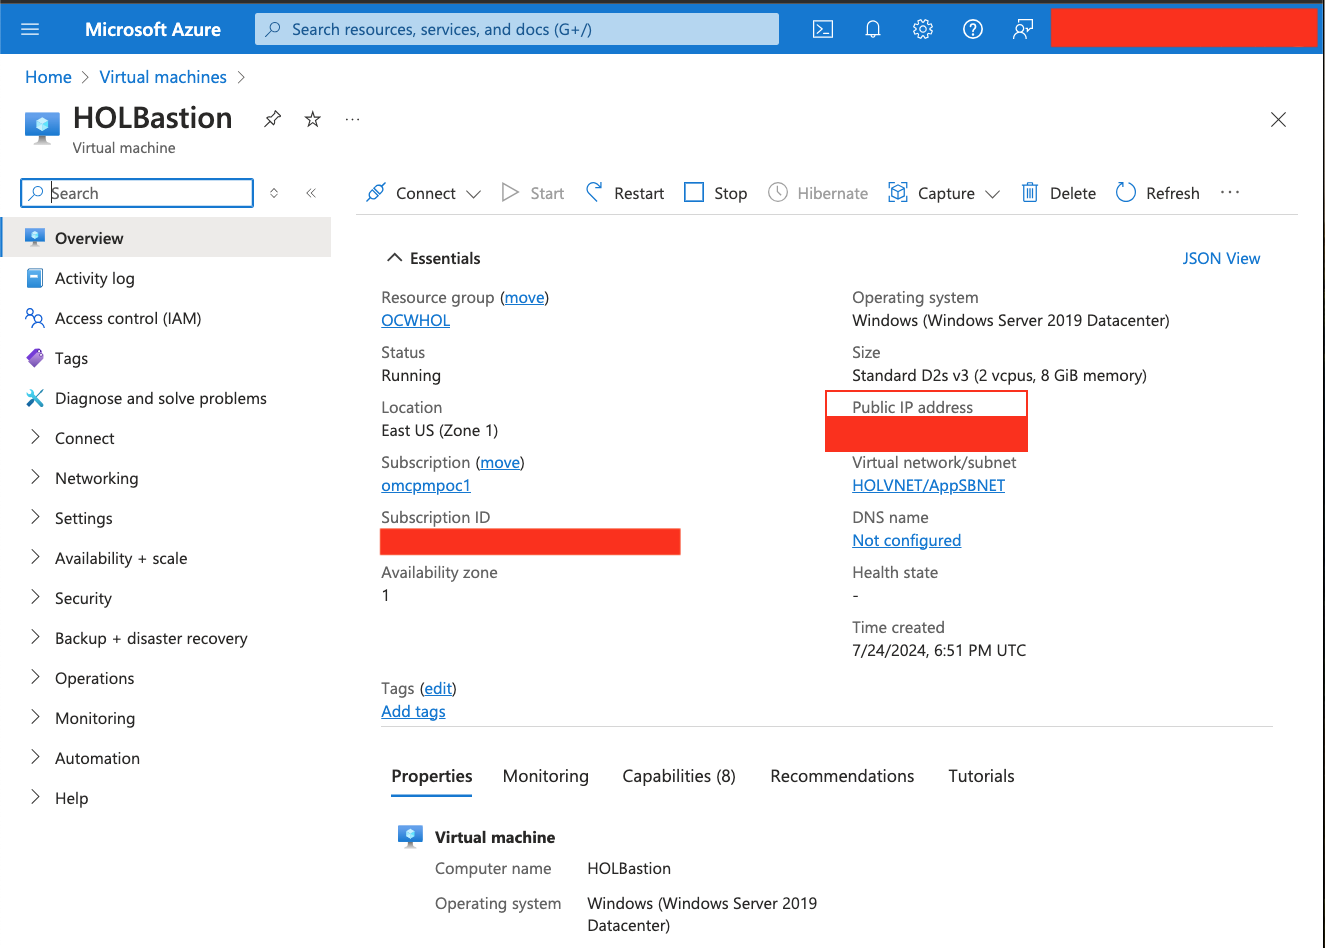 Microsoft Azure
Search resources, services, and docs (G+/)
Home > Virtual machines >
HOLBastion
Virtual machine
Search
Connect
Start
Restart
Stop
Hibernate
Capture
Delete
Refresh
Overview
Activity log
Access control (IAM)
Tags
Diagnose and solve problems
Connect
Networking
Settings
Availability + scale
Security
Backup + disaster recovery
Operations
Monitoring
Automation
Help
Essentials
JSON View
Resource group (move)
OCWHOL
Status
Running
Location
East US (Zone 1)
Subscription (move)
omcpmpoc1
Subscription ID
Availability zone
1
Operating system
Windows (Windows Server 2019 Datacenter)
Size
Standard D2s v3 (2 vcpus, 8 GiB memory)
Public IP address
Virtual network/subnet
HOLVNET/AppSBNET
DNS name
Not configured
Health state
-
Time created
7/24/2024, 6:51 PM UTC
Tags (edit)
Add tags
Properties
Monitoring
Capabilities (8)
Recommendations
Tutorials
Virtual machine
Computer name
HOLBastion
Operating system
Windows (Windows Server 2019
Datacenter)